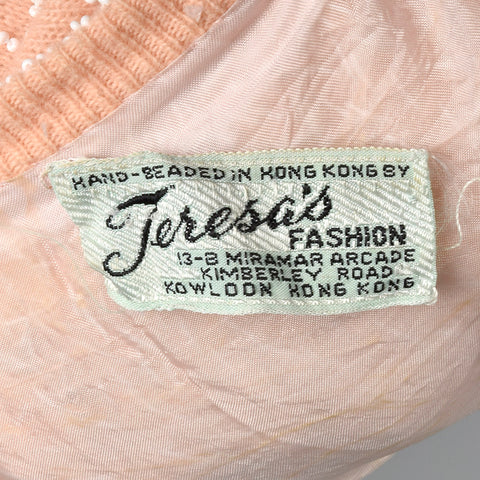 HAND-BEADED IN HONG KONG BY
Teresa's
FASHION
13-B MIRAMAR ARCADE
KIMBERLEY ROAD
KOWLOON HONG KONG